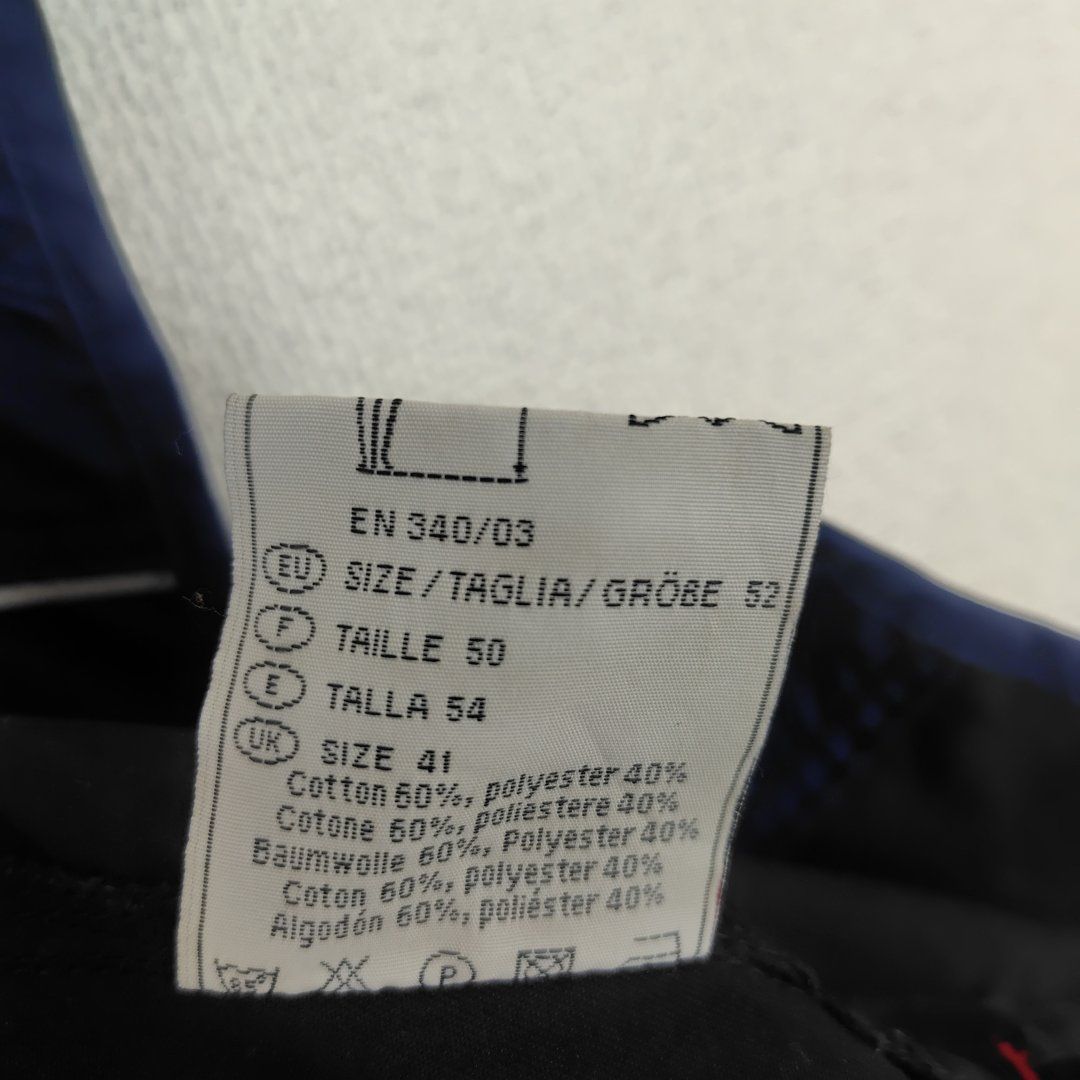 EN 340/03
EU SIZE/TAGLIA/GRÖBE 52
F TAILLE 50
E TALLA 54
UK SIZE 41
Cotton 60%, polyester 40%
Cotone 60%, poliestere 40%
Baumwolle 60%, Polyester 40%
Coton 60%, polyester 40%
Algodón 60%, poliéster 40%
P